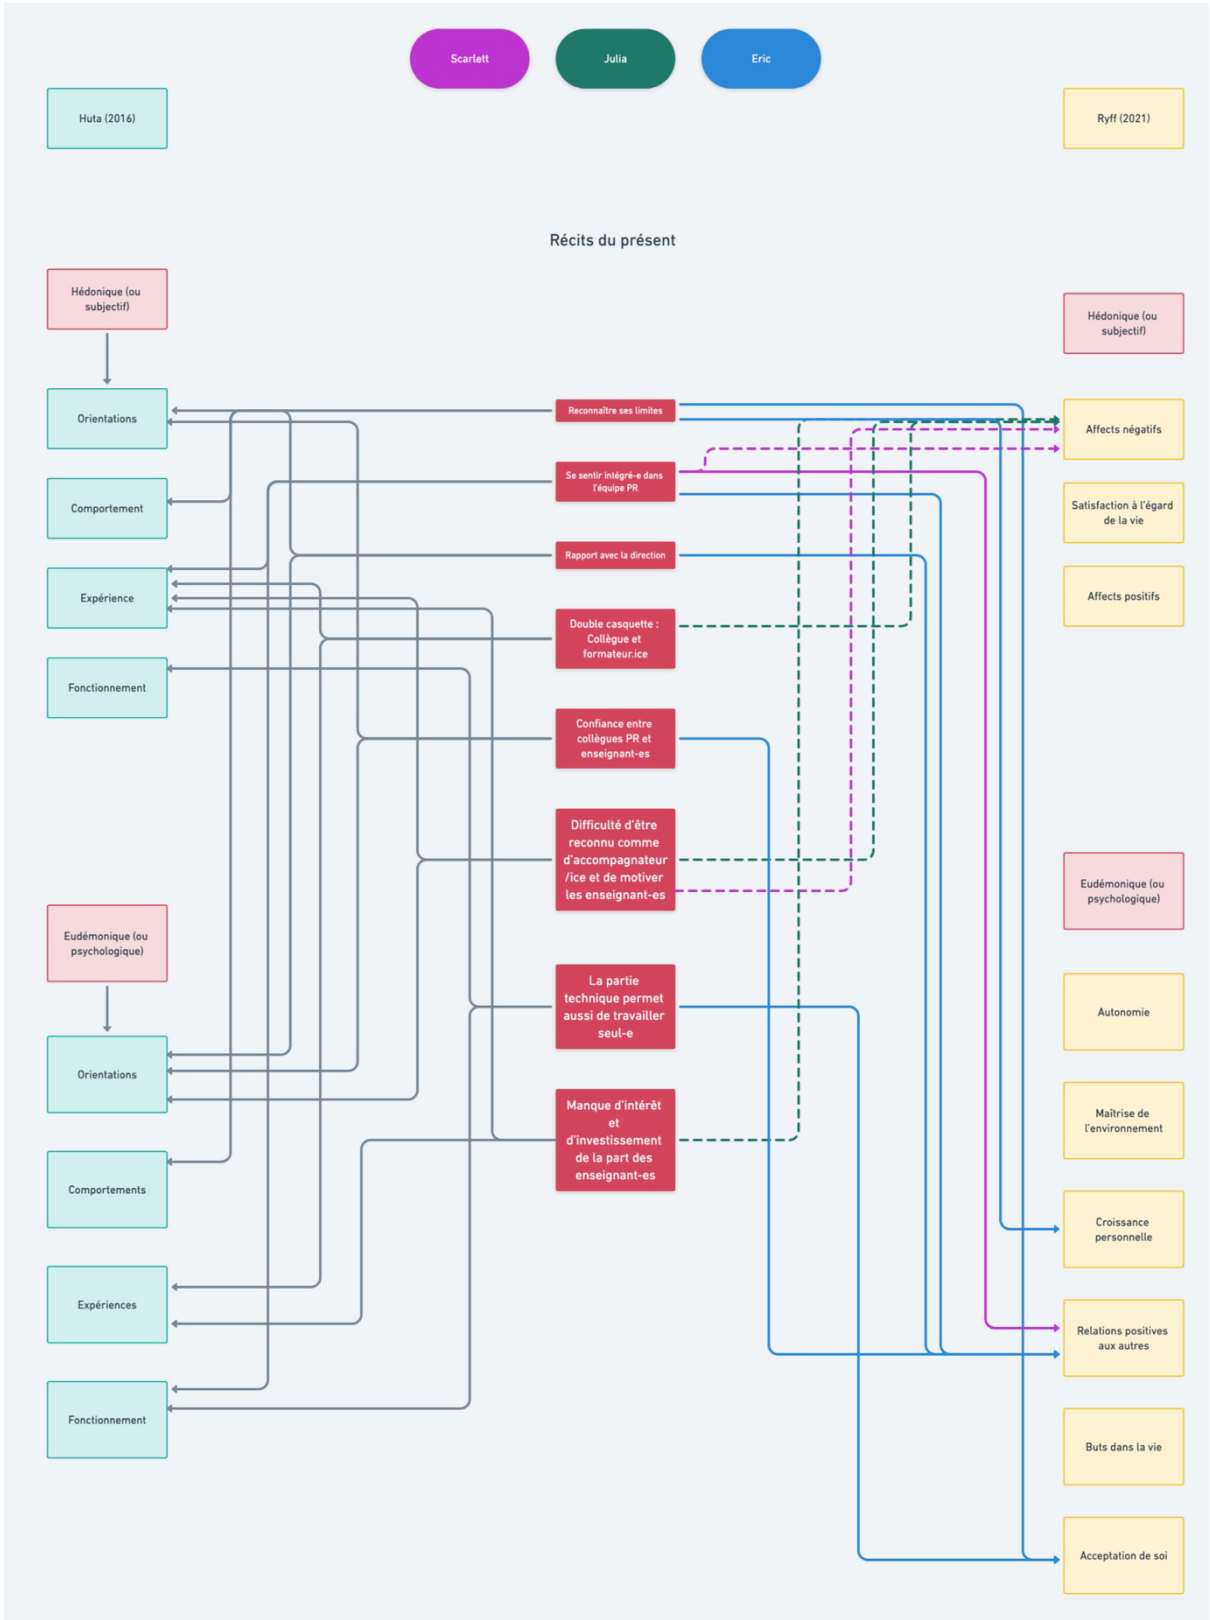 Scarlett
Julia
Eric
Huta (2016)
Ryff (2021)
Récits du présent
Hédonique (ou
subjectif)
Orientations
Comportement
Expérience
Fonctionnement
Eudémonique (ou
psychologique)
Orientations
Comportements
Expériences
Fonctionnement
Reconnaître ses limites
Se sentir intégré-e dans
l'équipe PR
Rapport avec la direction
Double casquette :
Collègue et
formateur.ice
Confiance entre
collègues PR et
enseignant-es
Difficulté d'être
reconnu comme
d'accompagnateur
/ice et de motiver
les enseignant-es
La partie
technique permet
aussi de travailler
seul-e
Manque d'intérêt
et
d'investissement
de la part des
enseignant-es
Hédonique (ou
subjectif)
Affects négatifs
Satisfaction à l'égard
de la vie
Affects positifs
Eudémonique (ou
psychologique)
Autonomie
Maîtrise de
l'environnement
Croissance
personnelle
Relations positives
aux autres
Buts dans la vie
Acceptation de soi